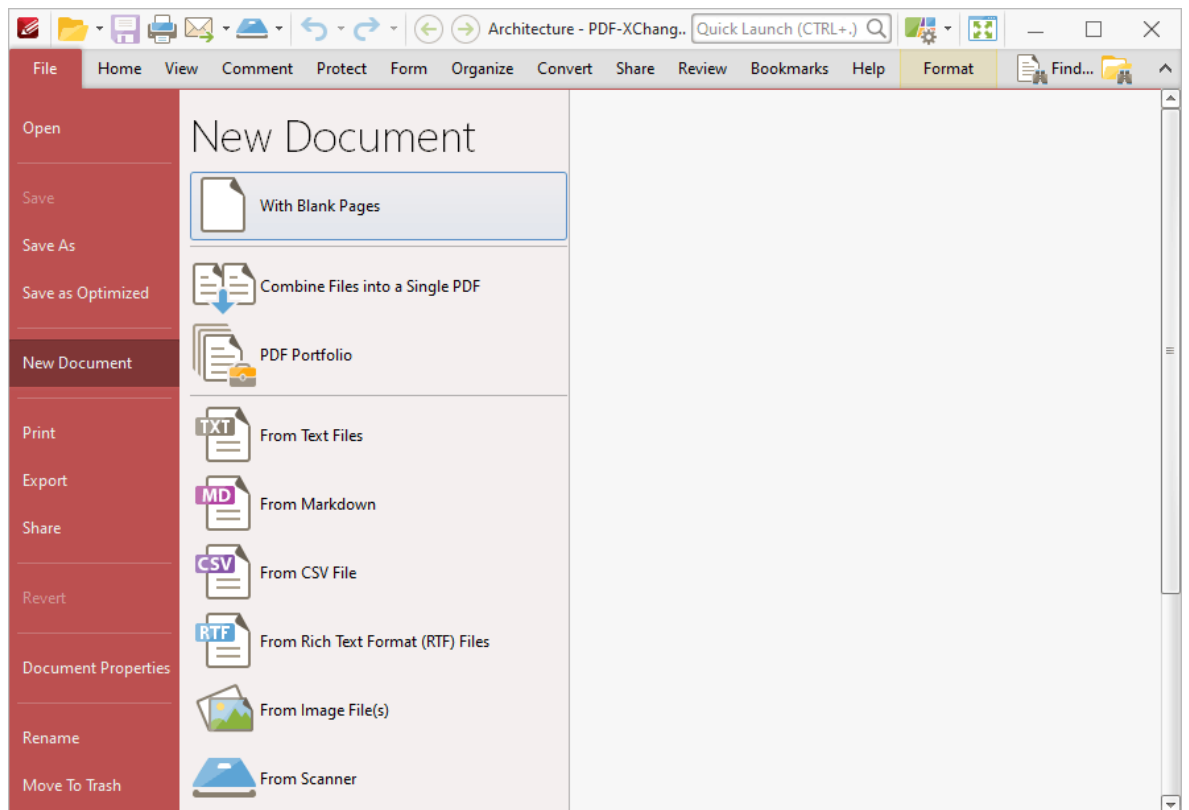 Architecture - PDF-XChang.. Quick Launch (CTRL+.)
File Home View Comment Protect Form Organize Convert Share Review Bookmarks Help Format Find...
Open
Save
Save As
Save as Optimized
New Document
Print
Export
Share
Revert
Document Properties
Rename
Move To Trash
New Document
With Blank Pages
Combine Files into a Single PDF
PDF Portfolio
TXT From Text Files
MD From Markdown
CSV From CSV File
RTF From Rich Text Format (RTF) Files
From Image File(s)
From Scanner